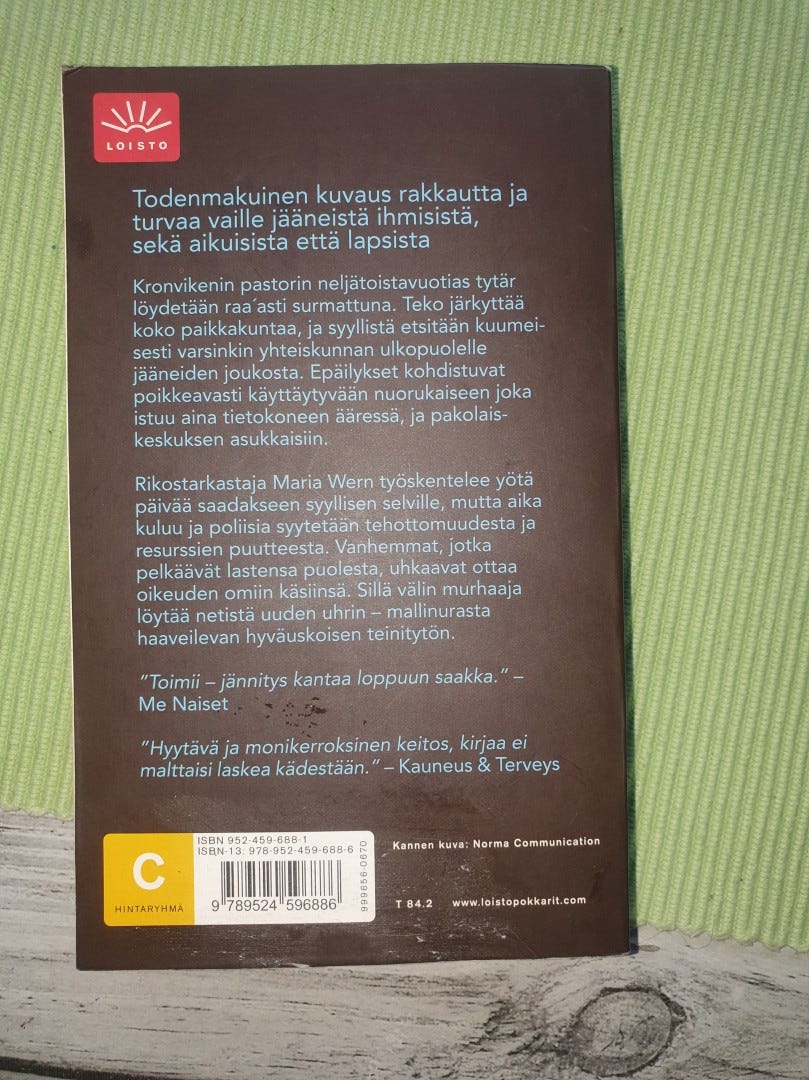 LOISTO
Todenmakuinen kuvaus rakkautta ja
turvaa vaille jääneistä ihmisistä,
sekä aikuisista että lapsista
Kronvikenin pastorin neljätoistavuotias tytär
löydetään raa´asti surmattuna. Teko järkyttää
koko paikkakuntaa, ja syyllistä etsitään kuumei-
sesti varsinkin yhteiskunnan ulkopuolelle
jääneiden joukosta. Epäilykset kohdistuvat
poikkeavasti käyttäytyvään nuorukaiseen joka
istuu aina tietokoneen ääressä, ja pakolais-
keskuksen asukkaisiin.
Rikostarkastaja Maria Wern työskentelee yötä
päivää saadakseen syyllisen selville, mutta aika
kuluu ja poliisia syytetään tehottomuudesta ja
resurssien puutteesta. Vanhemmat, jotka
pelkäävät lastensa puolesta, uhkaavat ottaa
oikeuden omiin käsiinsä. Sillä välin murhaaja
löytää netistä uuden uhrin – mallinurasta
haaveilevan hyväuskoisen teinitytön.
”Toimii – jännitys kantaa loppuun saakka.” –
Me Naiset
”Hyytävä ja monikerroksinen keitos, kirjaa ei
malttaisi laskea kädestään.” – Kauneus & Terveys
C
HINTARYHMÄ
ISBN 952-459-688-1
ISBN-13: 978-952-459-688-6
9 789524 596886
999656-0670
Kannen kuva: Norma Communication
T 84.2 www.loistopokkarit.com